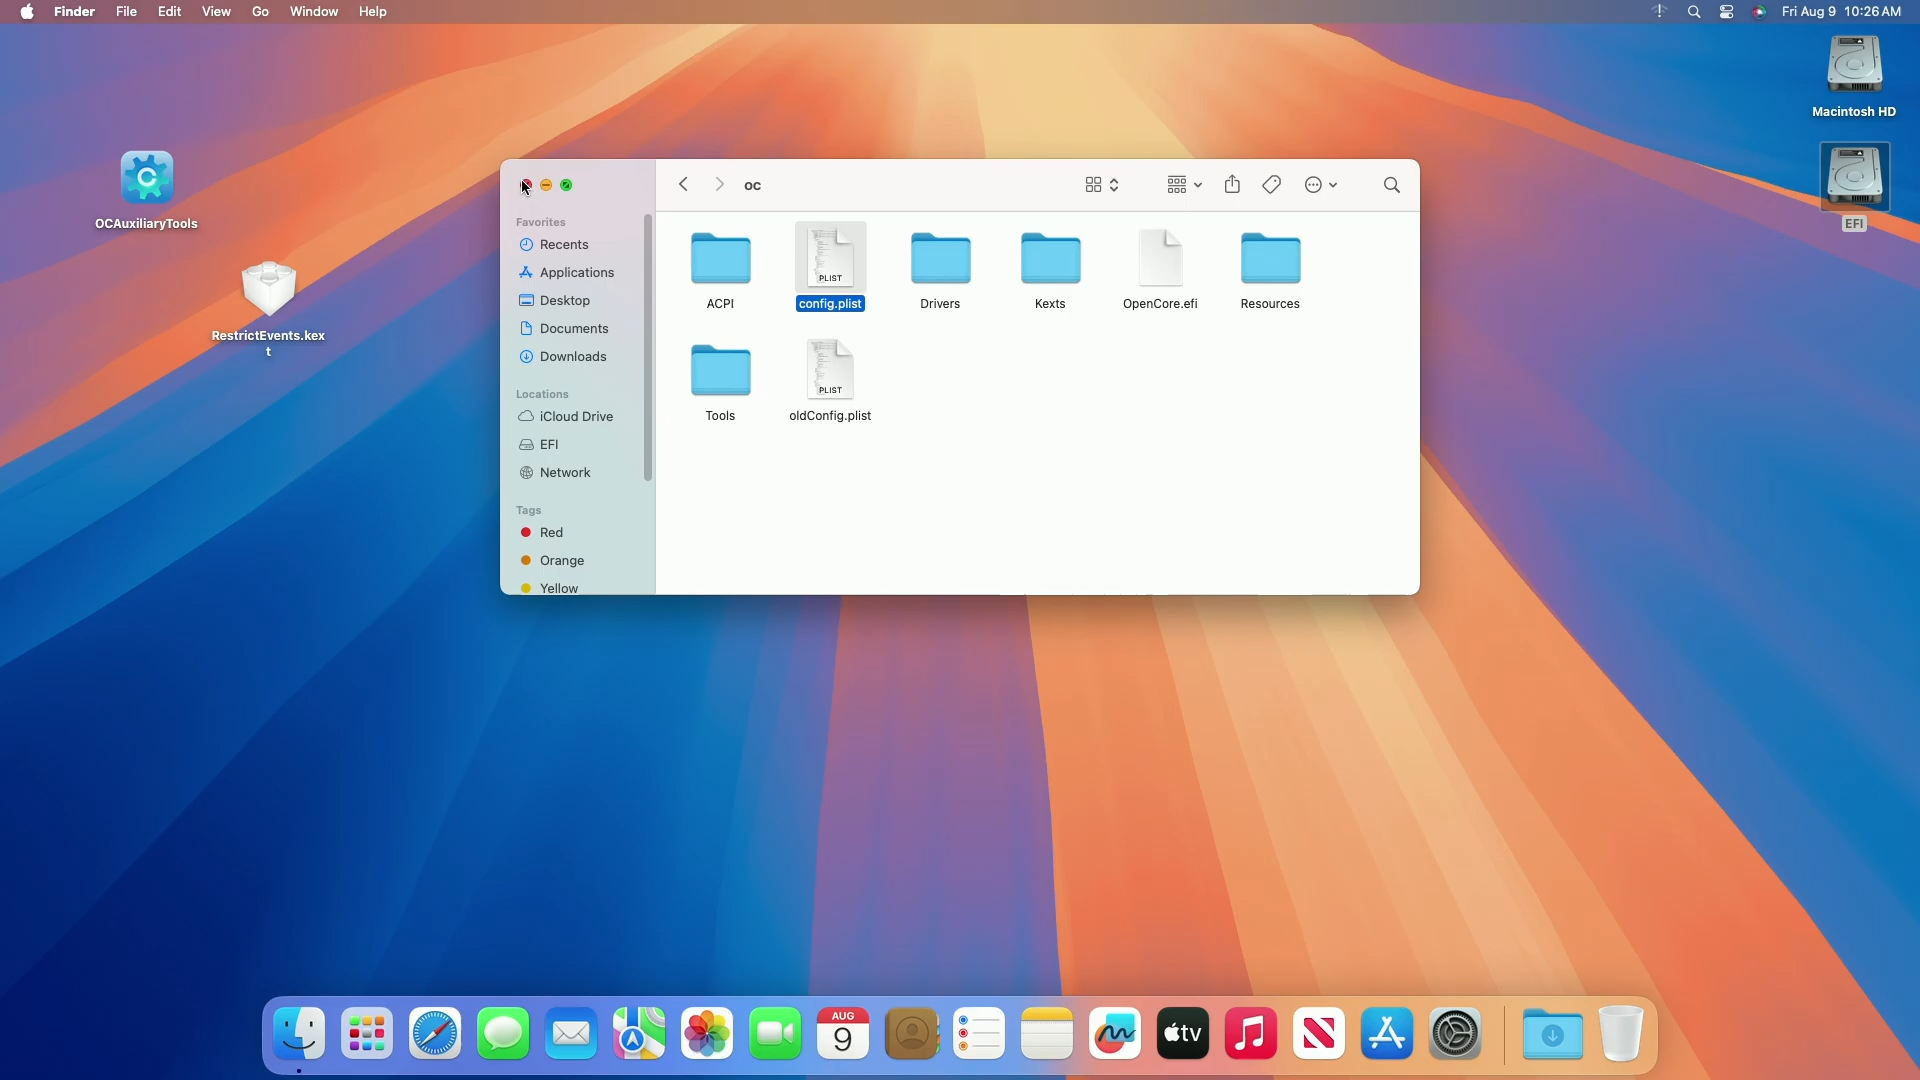 Finder File Edit View Go Window Help
Fri Aug 9 10:26 AM
Macintosh HD
EFI
OCAuxiliaryTools
RestrictEvents.kex
t
OC
Favorites
Recents
Applications
Desktop
Documents
Downloads
Locations
iCloud Drive
EFI
Network
Tags
Red
Orange
Yellow
PLIST
ACPI
config.plist
Drivers
Kexts
OpenCore.efi
Resources
PLIST
Tools
oldConfig.plist
AUG
9
tv